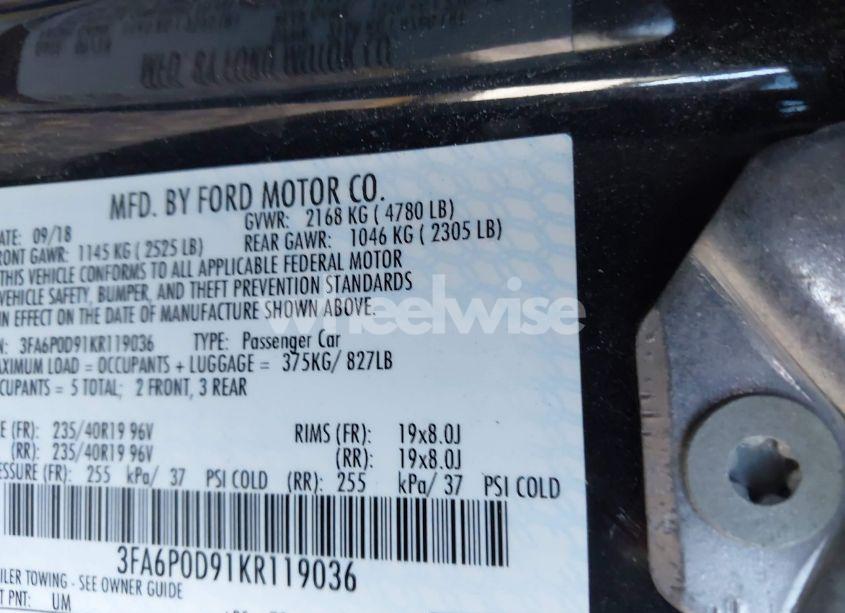 MFD. BY FORD MOTOR CO.
ATE: 09/18 GVWR: 2168 KG ( 4780 LB)
RONT GAWR: 1145 KG ( 2525 LB) REAR GAWR: 1046 KG ( 2305 LB)
THIS VEHICLE CONFORMS TO ALL APPLICABLE FEDERAL MOTOR
VEHICLE SAFETY, BUMPER, AND THEFT PREVENTION STANDARDS
IN EFFECT ON THE DATE OF MANUFACTURE SHOWN ABOVE.
wheelwise
N: 3FA6P0D91KR119036 TYPE: Passenger Car
AXIMUM LOAD = OCCUPANTS + LUGGAGE = 375KG/ 827LB
CUPANTS = 5 TOTAL; 2 FRONT, 3 REAR
E (FR): 235/40R19 96V RIMS (FR): 19x8.0J
(RR): 235/40R19 96V (RR): 19x8.0J
ESSURE (FR): 255 kPa/ 37 PSI COLD (RR): 255 kPa/ 37 PSI COLD
3FA6P0D91KR119036
ILER TOWING - SEE OWNER GUIDE
T PNT: UM